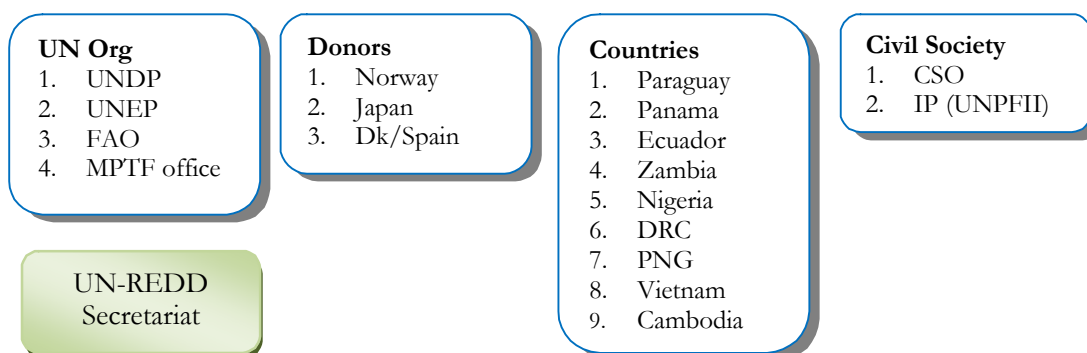 UN Org
1. UNDP
2. UNEP
3. FAO
4. MPTF office
UN-REDD
Secretariat
Donors
1. Norway
2. Japan
3. Dk/Spain
Countries
1. Paraguay
2. Panama
3. Ecuador
4. Zambia
5. Nigeria
6. DRC
7. PNG
8. Vietnam
9. Cambodia
Civil Society
1. CSO
2. IP (UNPFII)